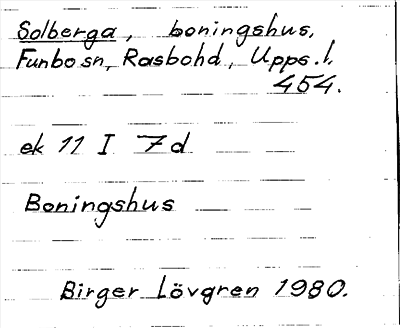 Solberga, boningshus,
Funbo sn, Rasbohd, Upps. l.
454.
ek 11 I 7d
Boningshus
Birger Lövgren 1980.